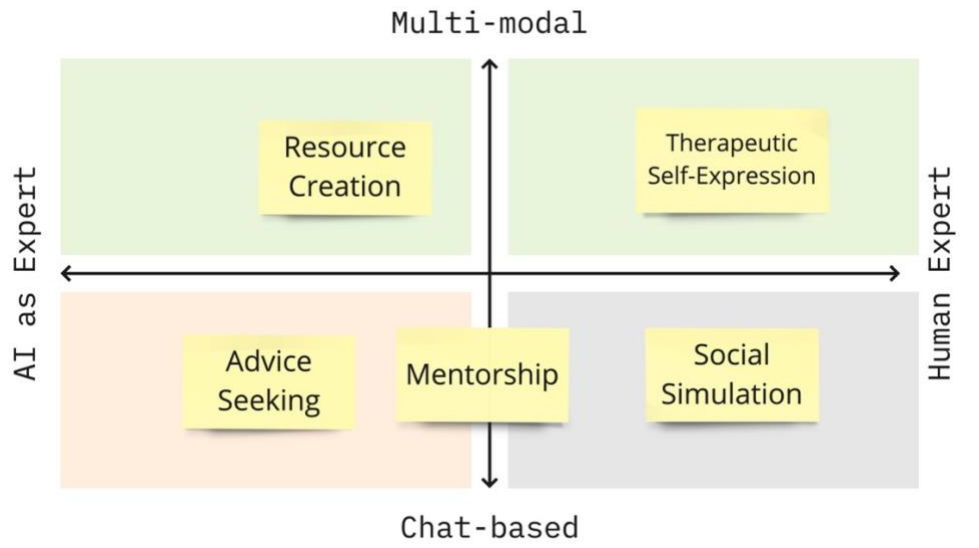 Multi-modal
Resource
Creation
Therapeutic
Self-Expression
AI as Expert
Human Expert
Advice
Seeking
Mentorship
Social
Simulation
Chat-based